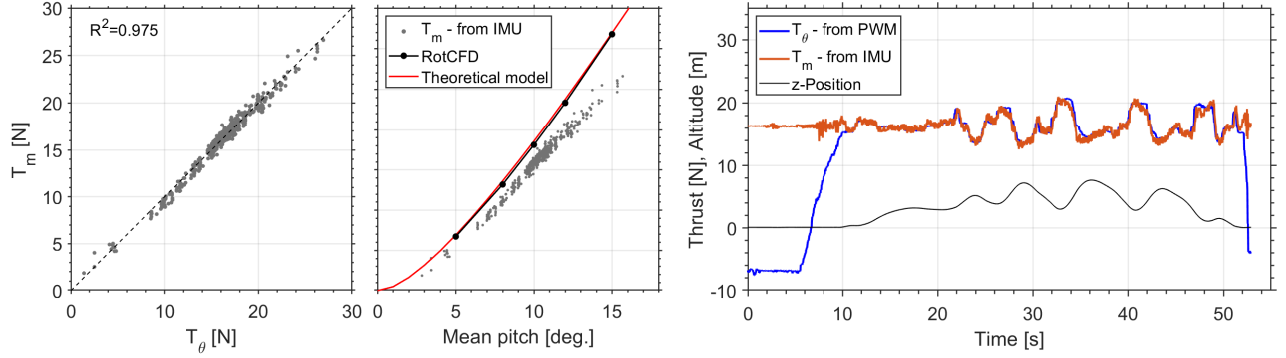 R²=0.975
T_m [N]
30
25
20
15
10
5
0
0
10
20
30
T_θ [N]
T_m - from IMU
RotCFD
Theoretical model
0
5
10
15
Mean pitch [deg.]
T_θ - from PWM
T_m - from IMU
z-Position
Thrust [N], Altitude [m]
30
20
10
0
-10
0
10
20
30
40
50
Time [s]